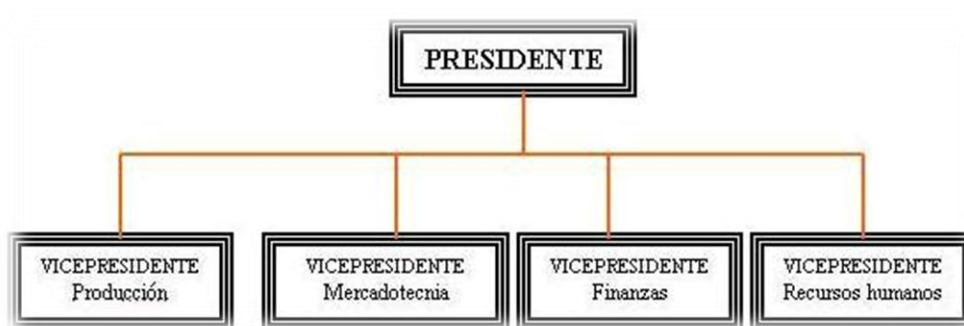 PRESIDENTE
VICEPRESIDENTE
Producción
VICEPRESIDENTE
Mercadotecnia
VICEPRESIDENTE
Finanzas
VICEPRESIDENTE
Recursos humanos